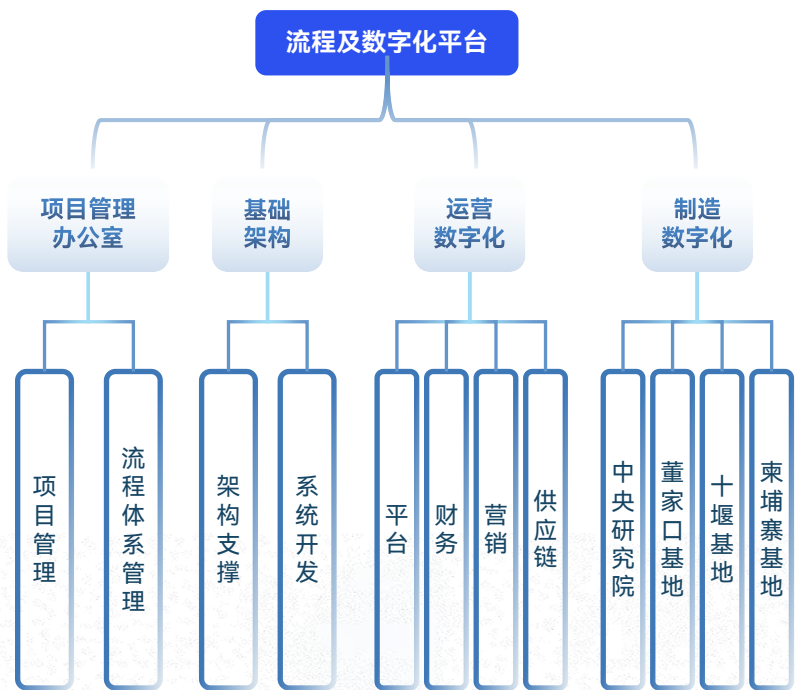 流程及数字化平台
项目管理
办公室
基础
架构
运营
数字化
制造
数字化
项目管理
流程体系管理
架构支撑
系统开发
平台
财务
营销
供应链
中央研究院
董家口基地
十堰基地
柬埔寨基地